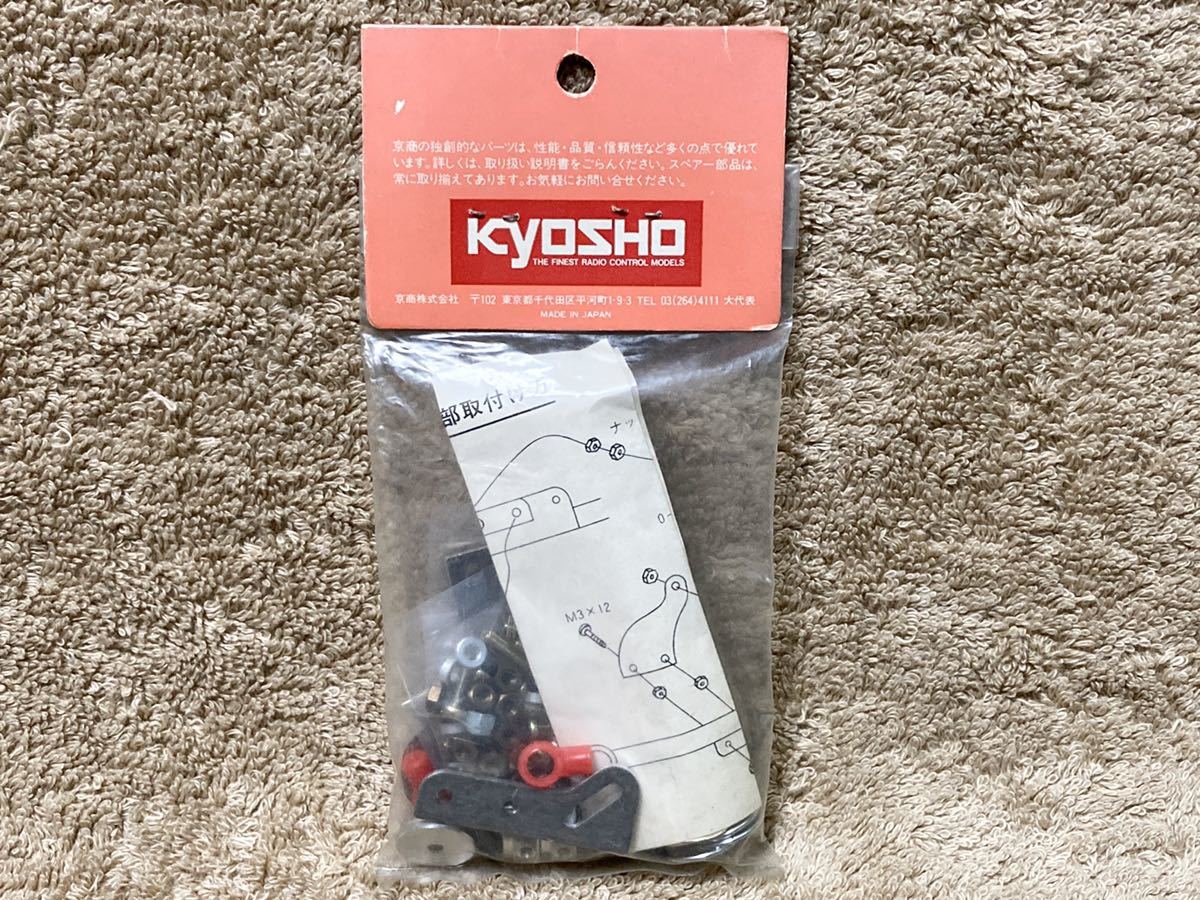 京商の独創的なパーツは、性能・品質・信頼性など多くの点で優れて
います。詳しくは、取り扱い説明書をごらんください。スペアー部品は、
常に取り揃えてあります。お気軽にお問い合せください。
KYOSHO
THE FINEST RADIO CONTROL MODELS
京商株式会社 〒102 東京都千代田区平河町1-9-3 TEL 03(264)4111 大代表
MADE IN JAPAN
部取付け方
ナッ
ロー
M3×12